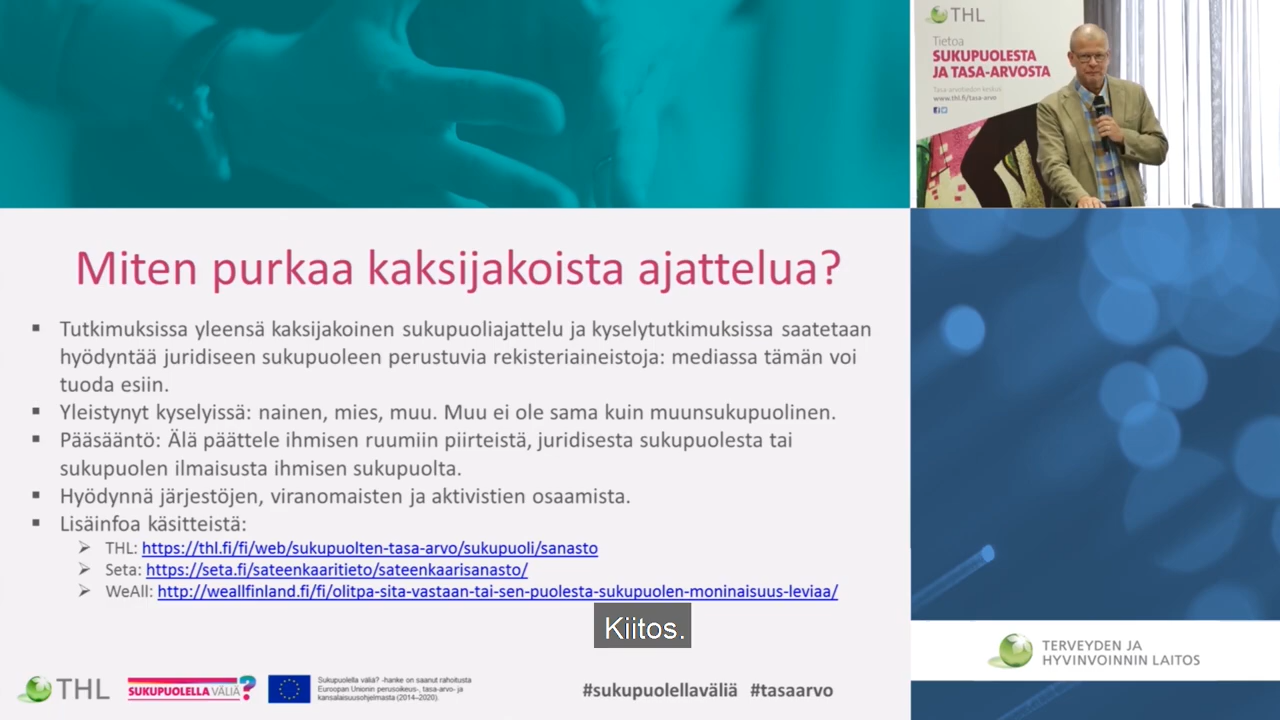 THL
Tietoa
SUKUPUOLESTA
JA TASA-ARVOSTA
Tasa-arvotiedon keskus
www.thl.fi/tasa-arvo
Miten purkaa kaksijakoista ajattelua?
▪ Tutkimuksissa yleensä kaksijakoinen sukupuoliajattelu ja kyselytutkimuksissa saatetaan
hyödyntää juridiseen sukupuoleen perustuvia rekisteriaineistoja: mediassa tämän voi
tuoda esiin.
▪ Yleistynyt kyselyissä: nainen, mies, muu. Muu ei ole sama kuin muunsukupuolinen.
▪ Pääsääntö: Älä päättele ihmisen ruumiin piirteistä, juridisesta sukupuolesta tai
sukupuolen ilmaisusta ihmisen sukupuolta.
▪ Hyödynnä järjestöjen, viranomaisten ja aktivistien osaamista.
▪ Lisäinfoa käsitteistä:
➢ THL: https://thl.fi/fi/web/sukupuolten-tasa-arvo/sukupuoli/sanasto
➢ Seta: https://seta.fi/sateenkaaritieto/sateenkaarisanasto/
➢ WeAll: http://weallfinland.fi/fi/olitpa-sita-vastaan-tai-sen-puolesta-sukupuolen-moninaisuus-leviaa/
Kiitos.
THL
SUKUPUOLELLA VÄLIÄ?
Sukupuolella väliä? -hanke on saanut rahoitusta
Euroopan Unionin perusoikeus-, tasa-arvo- ja
kansalaisuusohjelmasta (2014–2020).
#sukupuolellaväliä #tasaarvo
TERVEYDEN JA
HYVINVOINNIN LAITOS